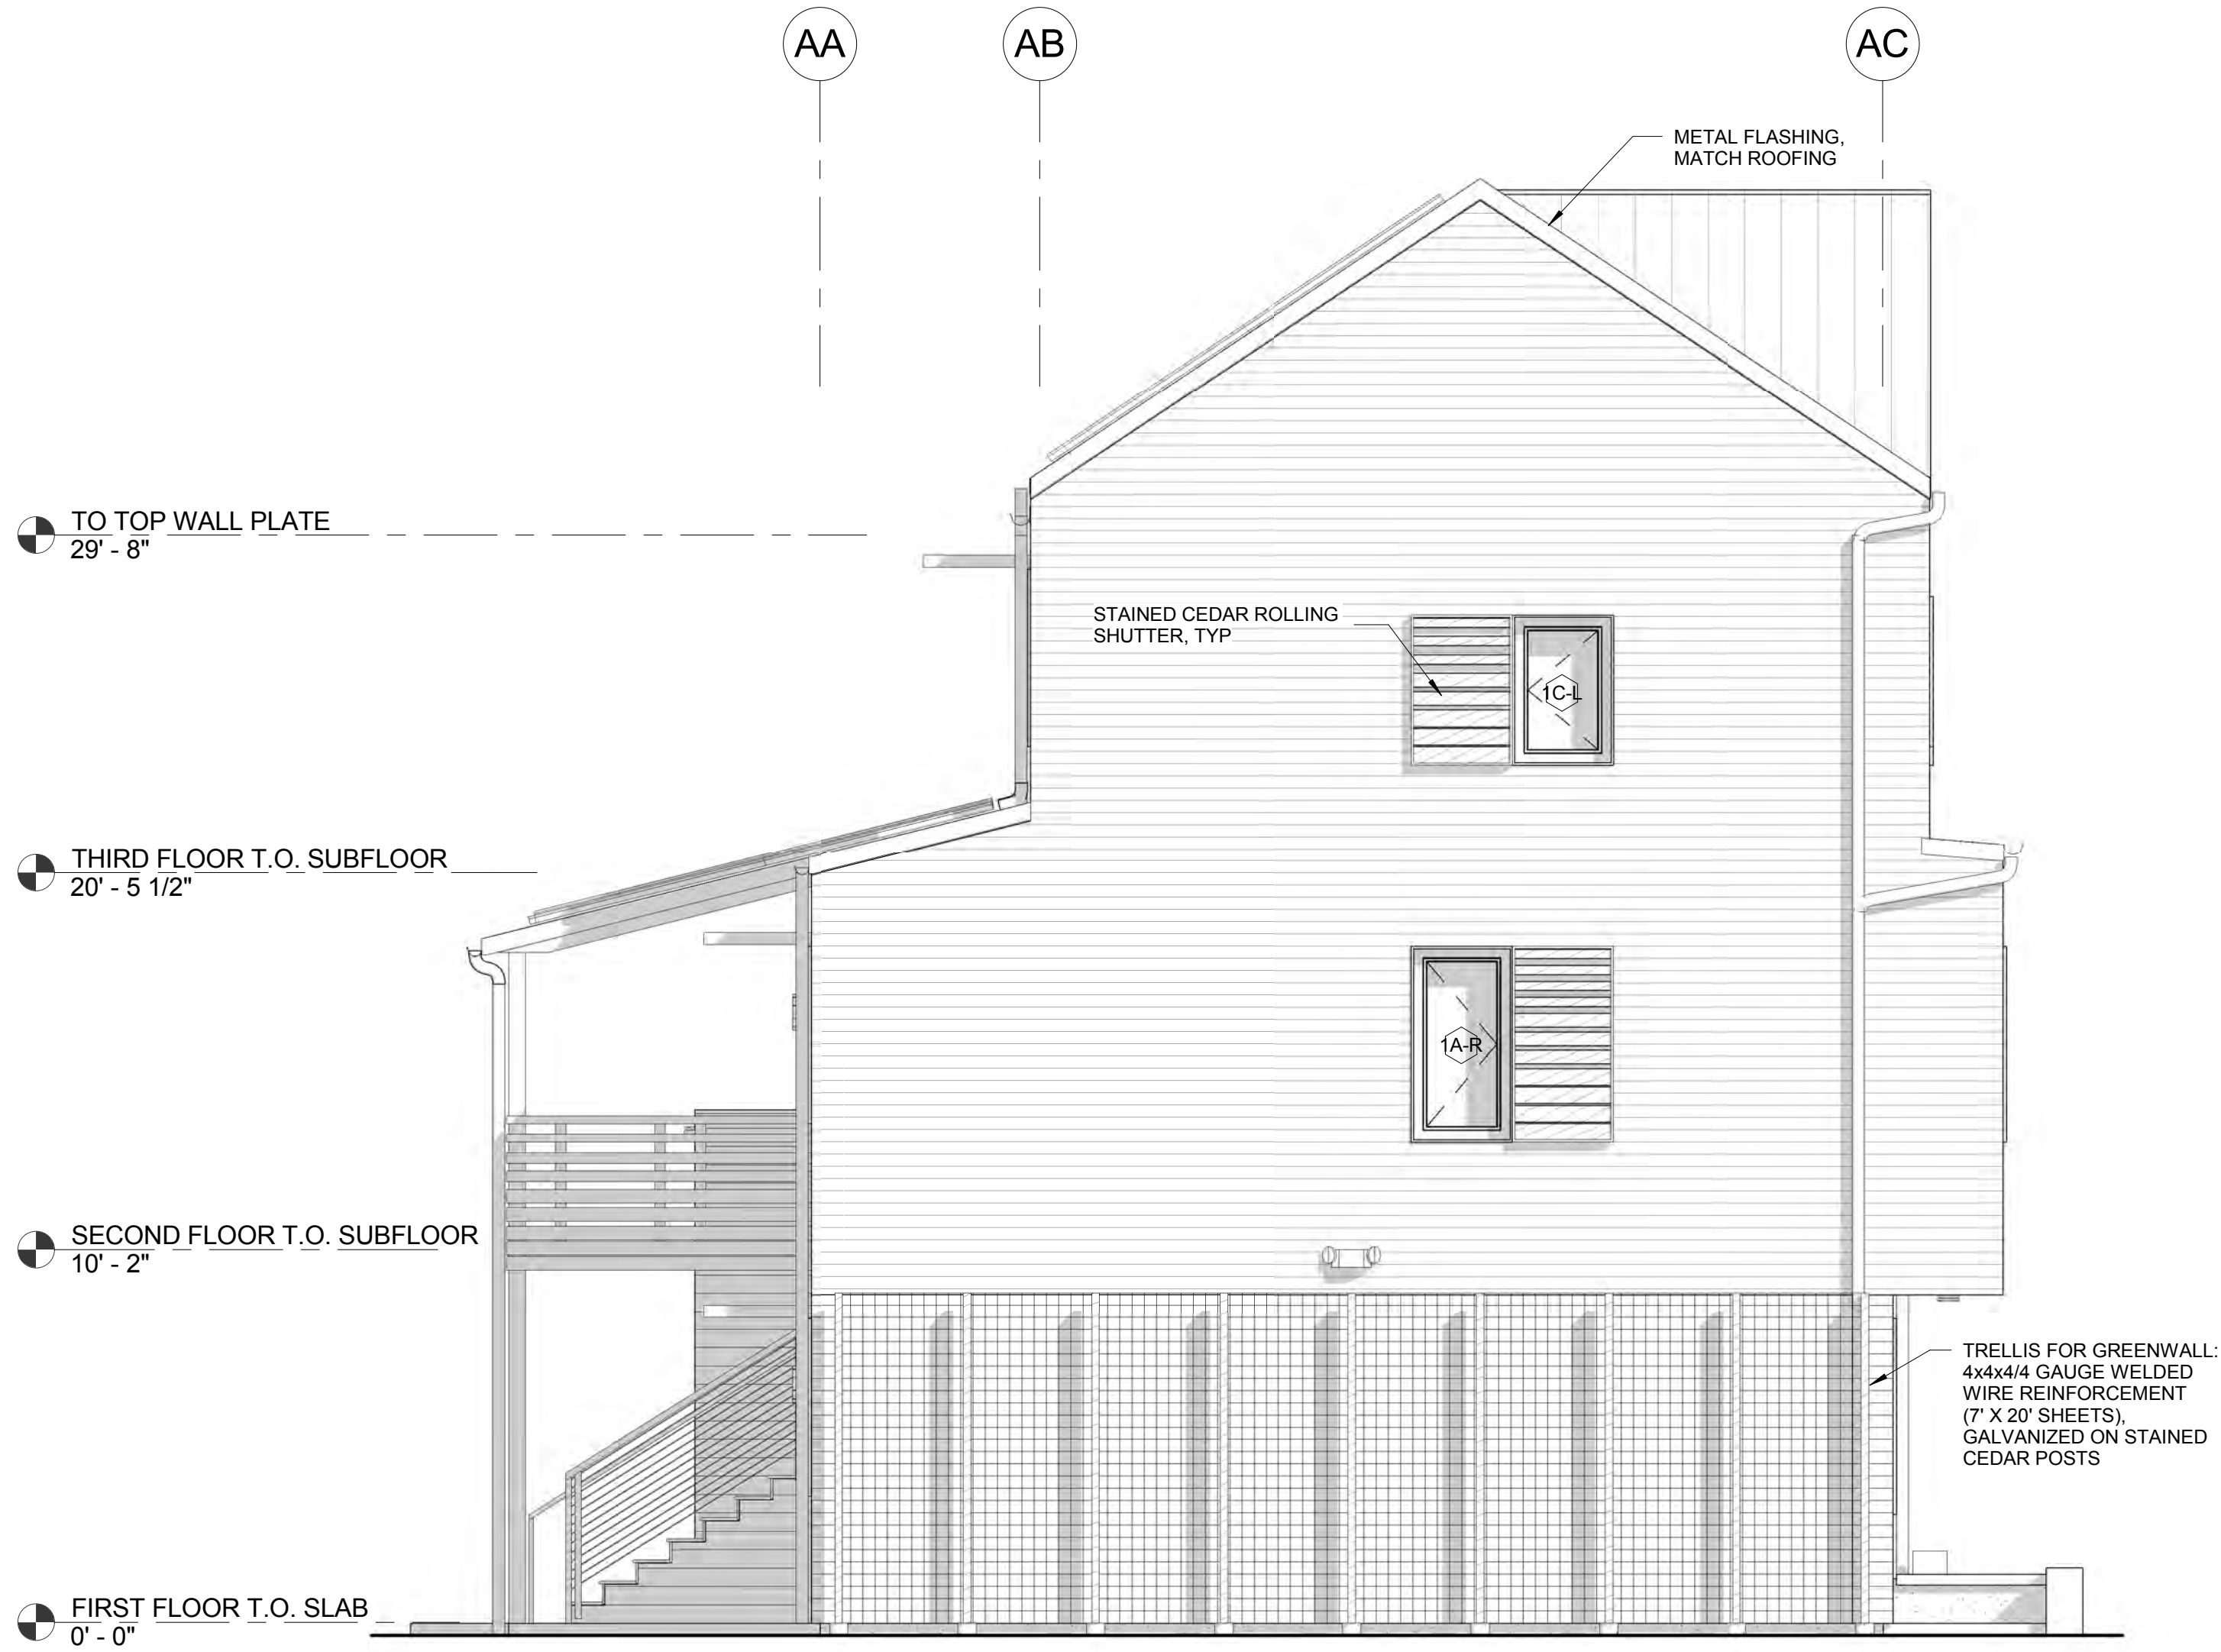 AA
AB
AC
METAL FLASHING,
MATCH ROOFING
TO TOP WALL PLATE
29' - 8"
STAINED CEDAR ROLLING
SHUTTER, TYP
1C-L
THIRD FLOOR T.O. SUBFLOOR
20' - 5 1/2"
1A-R
SECOND FLOOR T.O. SUBFLOOR
10' - 2"
TRELLIS FOR GREENWALL:
4x4x4/4 GAUGE WELDED
WIRE REINFORCEMENT
(7' X 20' SHEETS),
GALVANIZED ON STAINED
CEDAR POSTS
FIRST FLOOR T.O. SLAB
0' - 0"